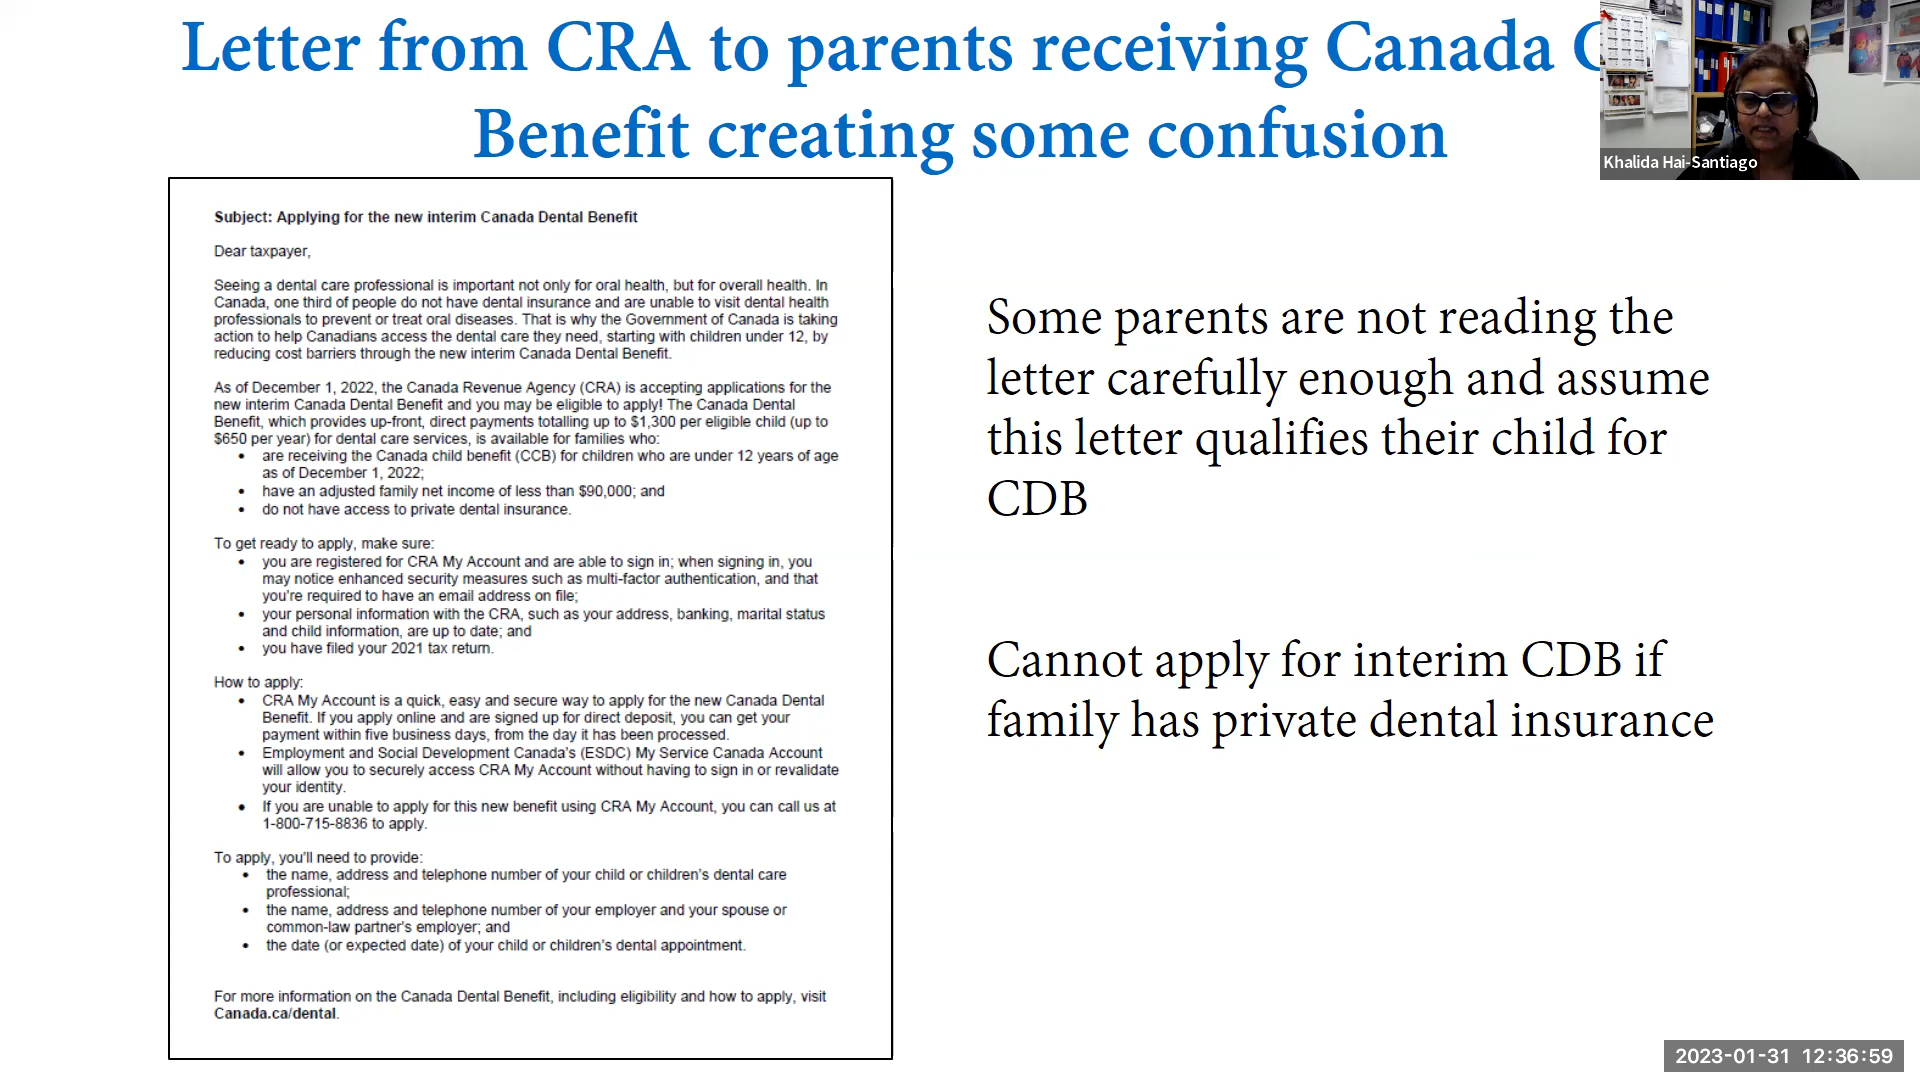 Letter from CRA to parents receiving Canada
Benefit creating some confusion
Khalida Hai-Santiago
Subject: Applying for the new interim Canada Dental Benefit
Dear taxpayer,
Seeing a dental care professional is important not only for oral health, but for overall health. In
Canada, one third of people do not have dental insurance and are unable to visit dental health
professionals to prevent or treat oral diseases. That is why the Government of Canada is taking
action to help Canadians access the dental care they need, starting with children under 12, by
reducing cost barriers through the new interim Canada Dental Benefit.
As of December 1, 2022, the Canada Revenue Agency (CRA) is accepting applications for the
new interim Canada Dental Benefit and you may be eligible to apply! The Canada Dental
Benefit, which provides up-front, direct payments totalling up to $1,300 per eligible child (up to
$650 per year) for dental care services, is available for families who:
• are receiving the Canada child benefit (CCB) for children who are under 12 years of age
as of December 1, 2022;
• have an adjusted family net income of less than $90,000; and
• do not have access to private dental insurance.
To get ready to apply, make sure:
• you are registered for CRA My Account and are able to sign in; when signing in, you
may notice enhanced security measures such as multi-factor authentication, and that
you're required to have an email address on file;
• your personal information with the CRA, such as your address, banking, marital status
and child information, are up to date; and
• you have filed your 2021 tax return.
How to apply:
• CRA My Account is a quick, easy and secure way to apply for the new Canada Dental
Benefit. If you apply online and are signed up for direct deposit, you can get your
payment within five business days, from the day it has been processed.
• Employment and Social Development Canada's (ESDC) My Service Canada Account
will allow you to securely access CRA My Account without having to sign in or revalidate
your identity.
• If you are unable to apply for this new benefit using CRA My Account, you can call us at
1-800-715-8836 to apply.
To apply, you'll need to provide:
• the name, address and telephone number of your child or children's dental care
professional;
• the name, address and telephone number of your employer and your spouse or
common-law partner's employer; and
• the date (or expected date) of your child or children's dental appointment.
For more information on the Canada Dental Benefit, including eligibility and how to apply, visit
Canada.ca/dental.
Some parents are not reading the
letter carefully enough and assume
this letter qualifies their child for
CDB
Cannot apply for interim CDB if
family has private dental insurance
2023-01-31 12:36:59